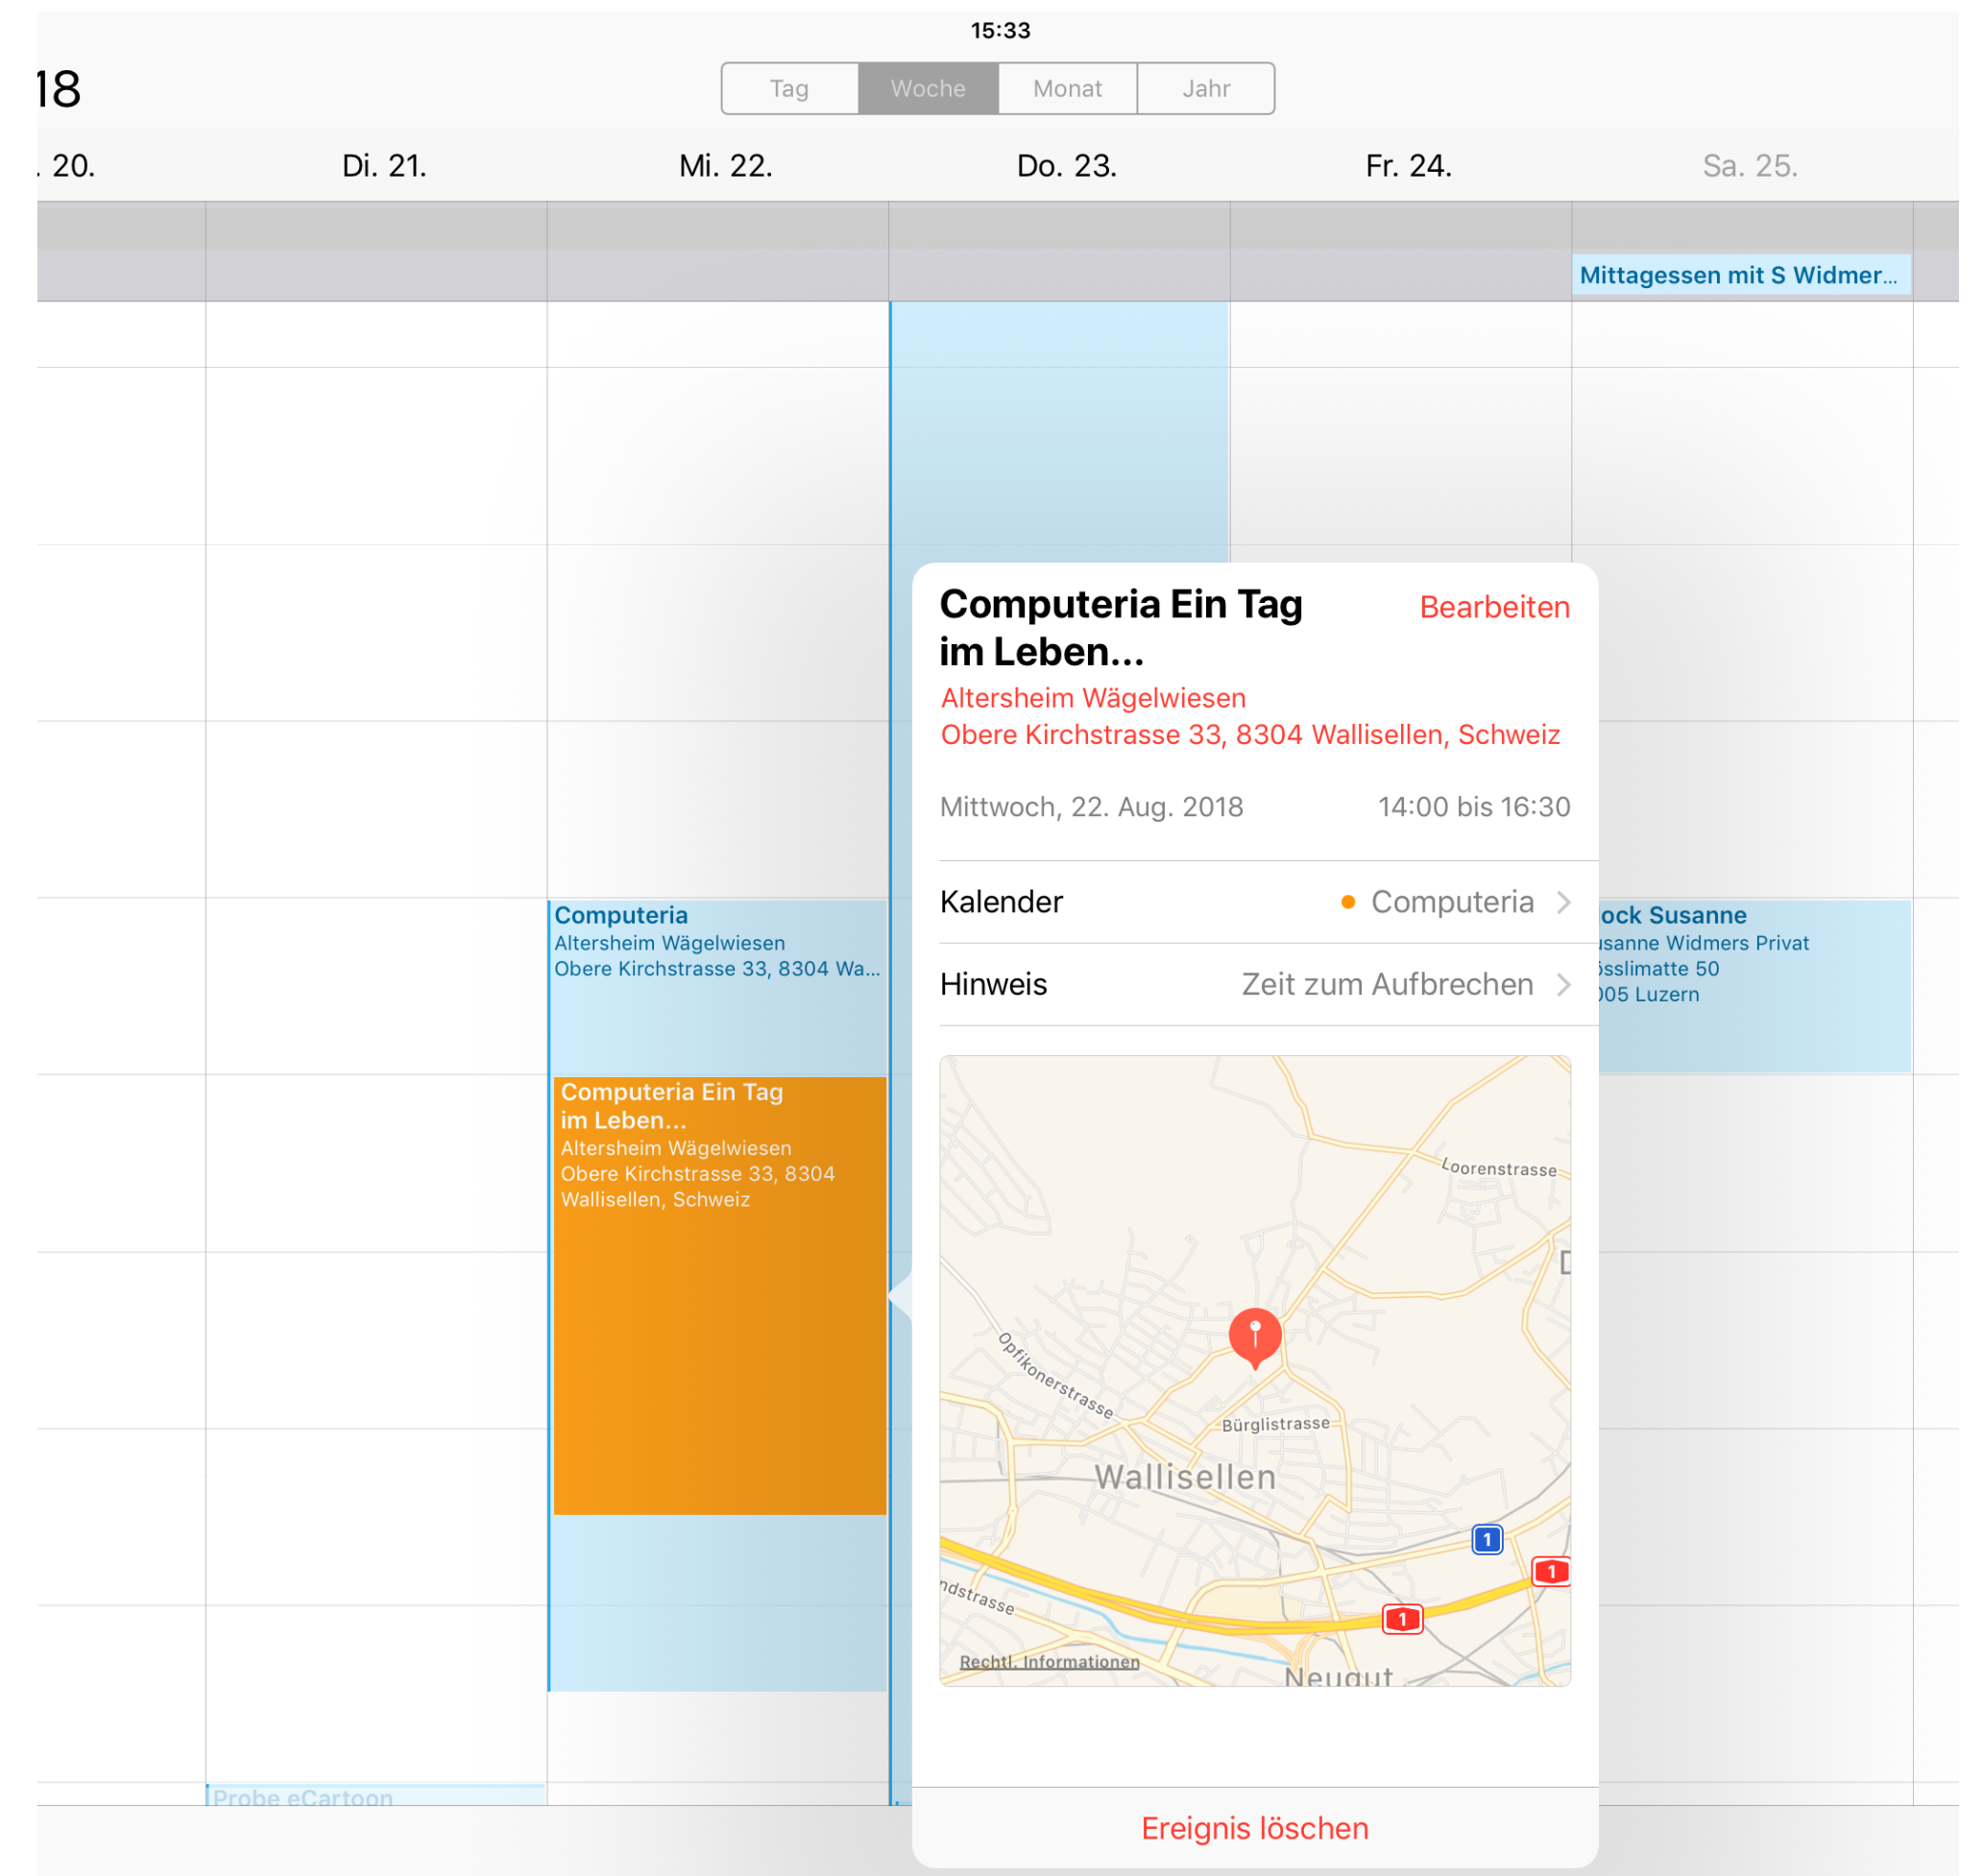 15:33
18
Tag Woche Monat Jahr
. 20. Di. 21. Mi. 22. Do. 23. Fr. 24. Sa. 25.
Mittagessen mit S Widmer...
Computeria Ein Tag
im Leben...
Bearbeiten
Altersheim Wägelwiesen
Obere Kirchstrasse 33, 8304 Wallisellen, Schweiz
Mittwoch, 22. Aug. 2018 14:00 bis 16:30
Kalender Computeria
Hinweis Zeit zum Aufbrechen
Computeria
Altersheim Wägelwiesen
Obere Kirchstrasse 33, 8304 Wa...
Computeria Ein Tag
im Leben...
Altersheim Wägelwiesen
Obere Kirchstrasse 33, 8304
Wallisellen, Schweiz
ock Susanne
usanne Widmers Privat
össlimatte 50
005 Luzern
Loorenstrasse
D
Opfikonerstrasse
Bürglistrasse
Wallisellen
1
1
1
ndstrasse
Rechtl. Informationen
Neugut
Probe eCartoon
Ereignis löschen